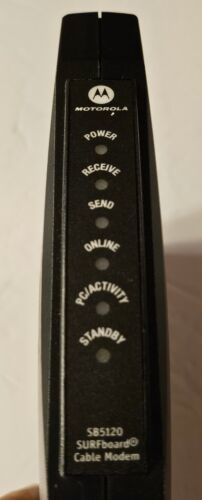 MOTOROLA
POWER
RECEIVE
SEND
ONLINE
PC/ACTIVITY
STANDBY
SB5120
SURFboard®
Cable Modem